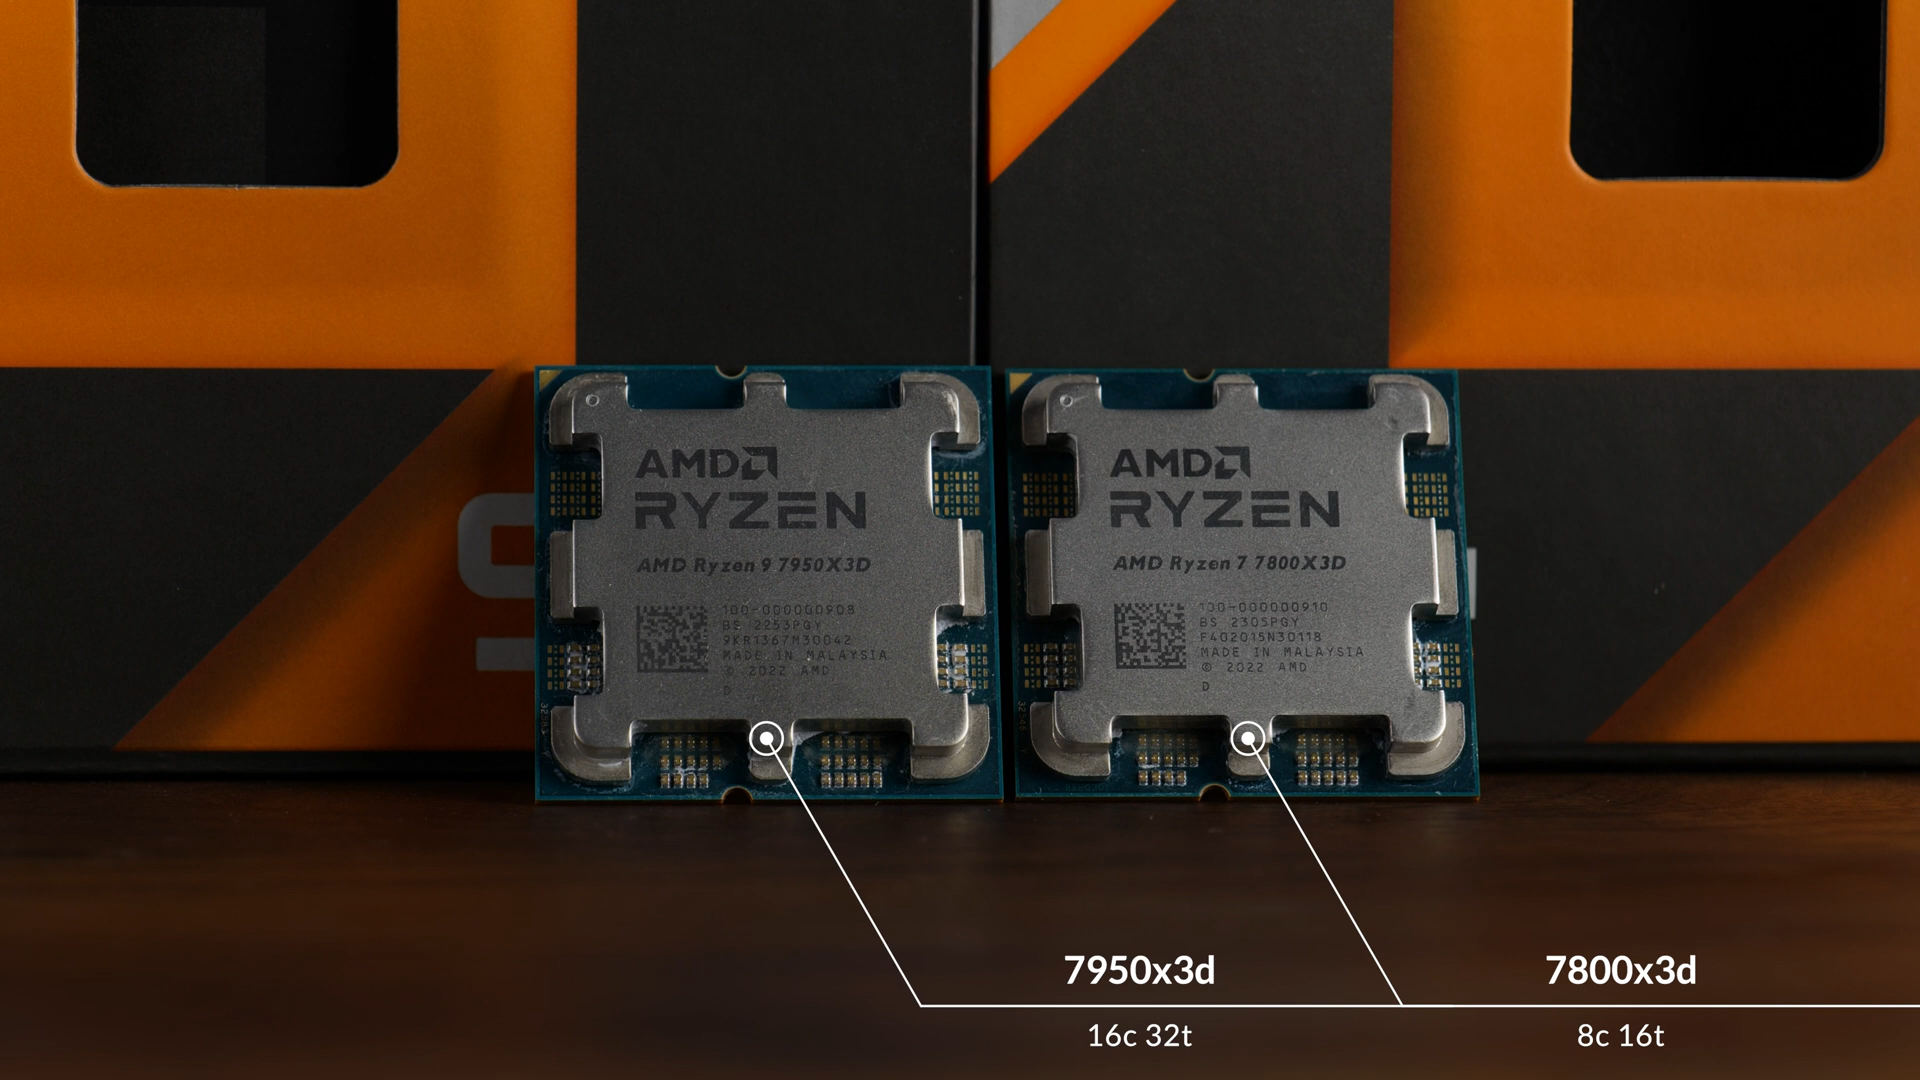 9
AMD
RYZEN
AMD Ryzen 9 7950X3D
100-000000908
BS 2253PGY
9KR1367M30042
MADE IN MALAYSIA
© 2022 AMD
D
AMD
RYZEN
AMD Ryzen 7 7800X3D
100-000000910
BS 2305PGY
F402015N30118
MADE IN MALAYSIA
© 2022 AMD
D
7950x3d
16c 32t
7800x3d
8c 16t